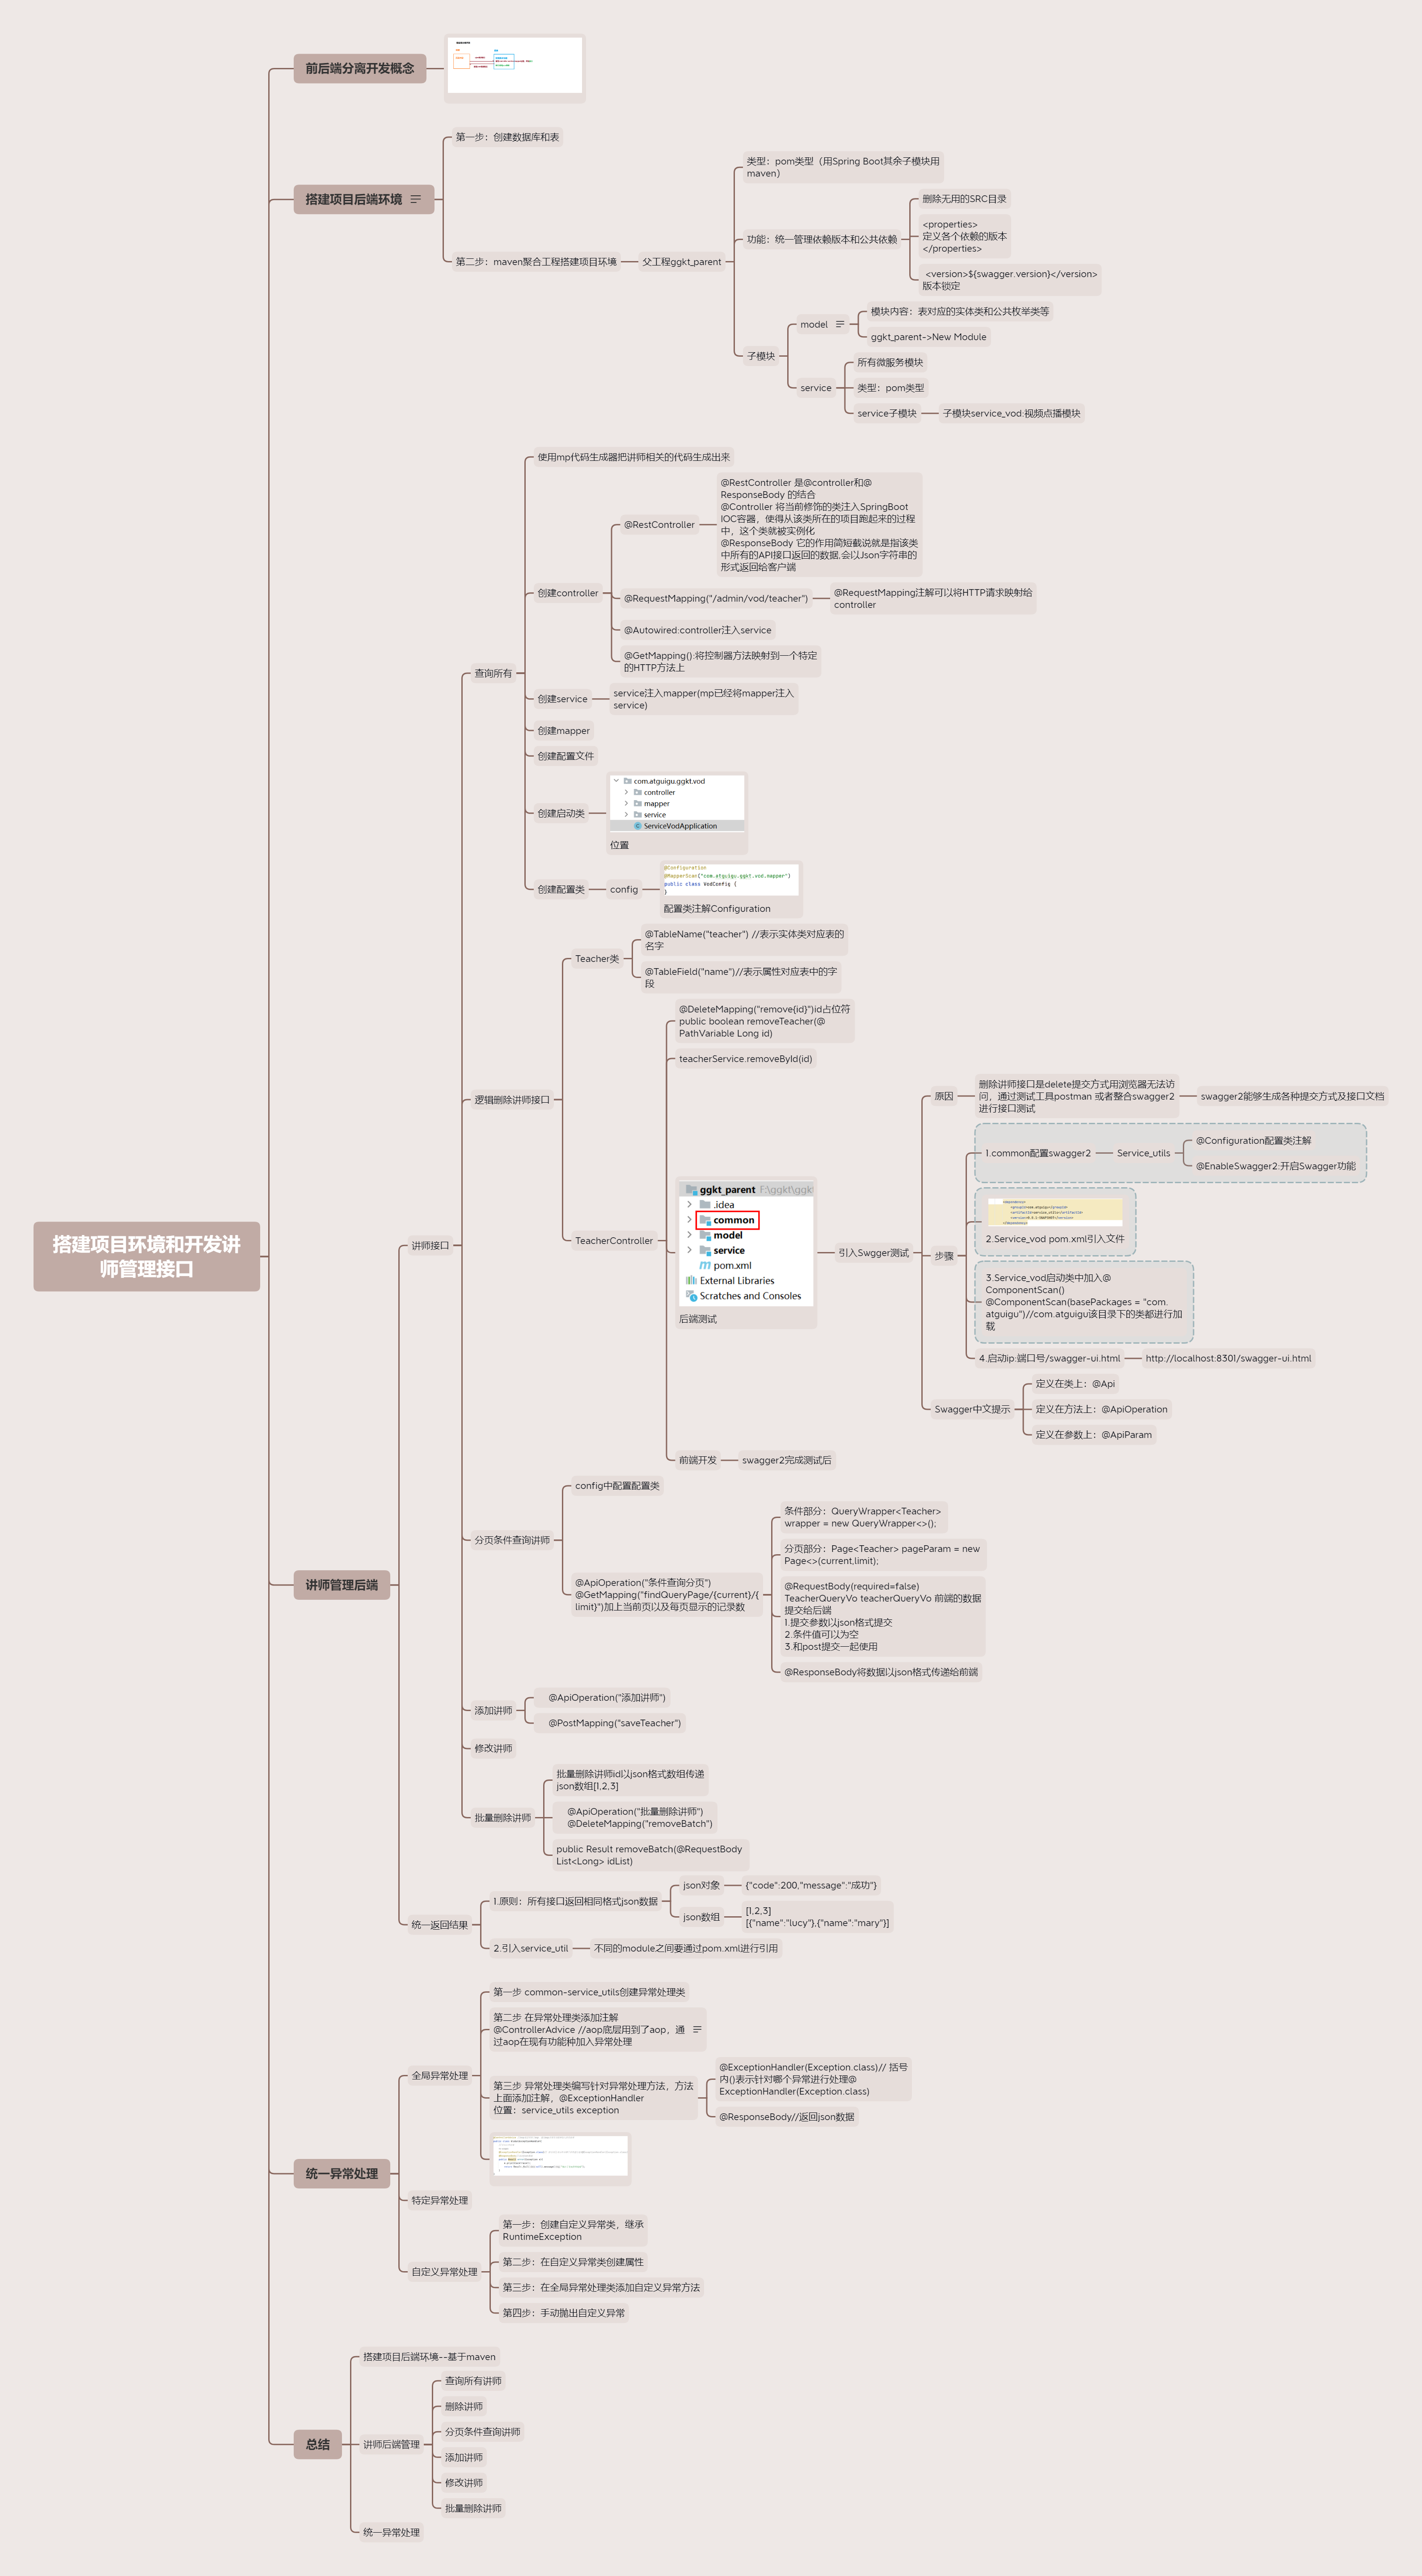 搭建项目环境和开发讲
师管理接口
前后端分离开发概念
搭建项目后端环境
第一步：创建数据库和表
第二步：maven聚合工程搭建项目环境
父工程ggkt_parent
类型：pom类型（用Spring Boot其余子模块用
maven）
功能：统一管理依赖版本和公共依赖
删除无用的SRC目录
<properties>
定义各个依赖的版本
</properties>
<version>${swagger.version}</version>
版本锁定
子模块
model
模块内容：表对应的实体类和公共枚举类等
ggkt_parent->New Module
service
所有微服务模块
类型：pom类型
service子模块
子模块service_vod:视频点播模块
讲师管理后端
讲师接口
查询所有
使用mp代码生成器把讲师相关的代码生成出来
创建controller
@RestController
@RestController 是@controller和@
ResponseBody 的结合
@Controller 将当前修饰的类注入SpringBoot
IOC容器，使得从该类所在的项目跑起来的过程
中，这个类就被实例化
@ResponseBody 它的作用简短截说就是指该类
中所有的API接口返回的数据,会以Json字符串的
形式返回给客户端
@RequestMapping("/admin/vod/teacher")
@RequestMapping注解可以将HTTP请求映射给
controller
@Autowired:controller注入service
@GetMapping():将控制器方法映射到一个特定
的HTTP方法上
创建service
service注入mapper(mp已经将mapper注入
service)
创建mapper
创建配置文件
创建启动类
com.atguigu.ggkt.vod
controller
mapper
service
ServiceVodApplication
位置
创建配置类
config
@Configuration
@MapperScan("com.atguigu.ggkt.vod.mapper")
public class VodConfig {
}
配置类注解Configuration
逻辑删除讲师接口
Teacher类
@TableName("teacher") //表示实体类对应表的
名字
@TableField("name")//表示属性对应表中的字
段
TeacherController
@DeleteMapping("remove{id}")id占位符
public boolean removeTeacher(@
PathVariable Long id)
teacherService.removeById(id)
ggkt_parent F:\ggkt\ggkt
.idea
common
model
service
pom.xml
External Libraries
Scratches and Consoles
后端测试
引入Swgger测试
原因
删除讲师接口是delete提交方式用浏览器无法访
问，通过测试工具postman 或者整合swagger2
进行接口测试
swagger2能够生成各种提交方式及接口文档
步骤
1.common配置swagger2
Service_utils
@Configuration配置类注解
@EnableSwagger2:开启Swagger功能
2.Service_vod pom.xml引入文件
3.Service_vod启动类中加入@
ComponentScan()
@ComponentScan(basePackages = "com.
atguigu")//com.atguigu该目录下的类都进行加
载
4.启动ip:端口号/swagger-ui.html
http://localhost:8301/swagger-ui.html
Swagger中文提示
定义在类上：@Api
定义在方法上：@ApiOperation
定义在参数上：@ApiParam
前端开发
swagger2完成测试后
分页条件查询讲师
config中配置配置类
@ApiOperation("条件查询分页")
@GetMapping("findQueryPage/{current}/{
limit}")加上当前页以及每页显示的记录数
条件部分：QueryWrapper<Teacher>
wrapper = new QueryWrapper<>();
分页部分：Page<Teacher> pageParam = new
Page<>(current,limit);
@RequestBody(required=false)
TeacherQueryVo teacherQueryVo 前端的数据
提交给后端
1.提交参数以json格式提交
2.条件值可以为空
3.和post提交一起使用
@ResponseBody将数据以json格式传递给前端
添加讲师
@ApiOperation("添加讲师")
@PostMapping("saveTeacher")
修改讲师
批量删除讲师
批量删除讲师id以json格式数组传递
json数组[1,2,3]
@ApiOperation("批量删除讲师")
@DeleteMapping("removeBatch")
public Result removeBatch(@RequestBody
List<Long> idList)
统一返回结果
1.原则：所有接口返回相同格式json数据
json对象
{"code":200,"message":"成功"}
json数组
[1,2,3]
[{"name":"lucy"},{"name":"mary"}]
2.引入service_util
不同的module之间要通过pom.xml进行引用
统一异常处理
全局异常处理
第一步 common-service_utils创建异常处理类
第二步 在异常处理类添加注解
@ControllerAdvice //aop底层用到了aop，通
过aop在现有功能种加入异常处理
第三步 异常处理类编写针对异常处理方法，方法
上面添加注解，@ExceptionHandler
位置：service_utils exception
@ExceptionHandler(Exception.class)// 括号
内()表示针对哪个异常进行处理@
ExceptionHandler(Exception.class)
@ResponseBody//返回json数据
特定异常处理
自定义异常处理
第一步：创建自定义异常类，继承
RuntimeException
第二步：在自定义异常类创建属性
第三步：在全局异常处理类添加自定义异常方法
第四步：手动抛出自定义异常
总结
搭建项目后端环境--基于maven
讲师后端管理
查询所有讲师
删除讲师
分页条件查询讲师
添加讲师
修改讲师
批量删除讲师
统一异常处理